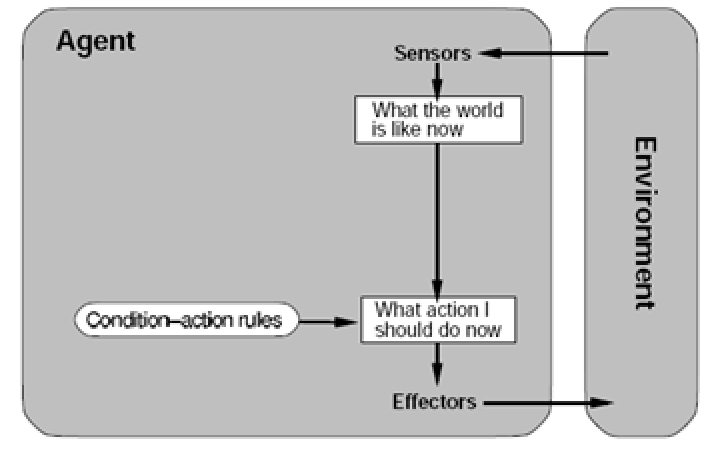 Agent
Sensors
What the world
is like now
Environment
Condition–action rules
What action I
should do now
Effectors